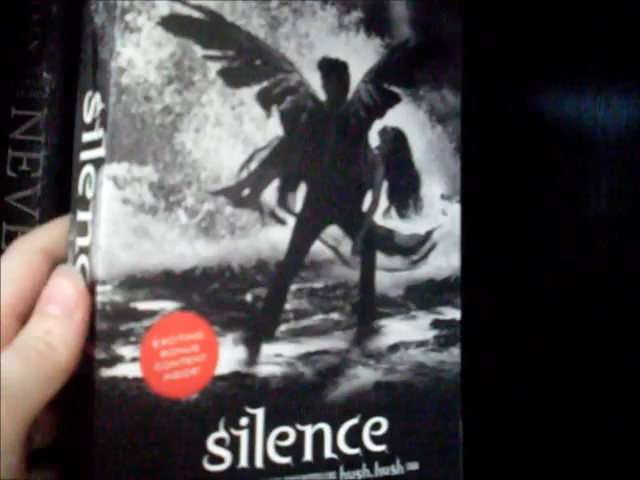 NEVE
silence
EXCITING
BONUS
CONTENT
INSIDE!
silence
hush, hush